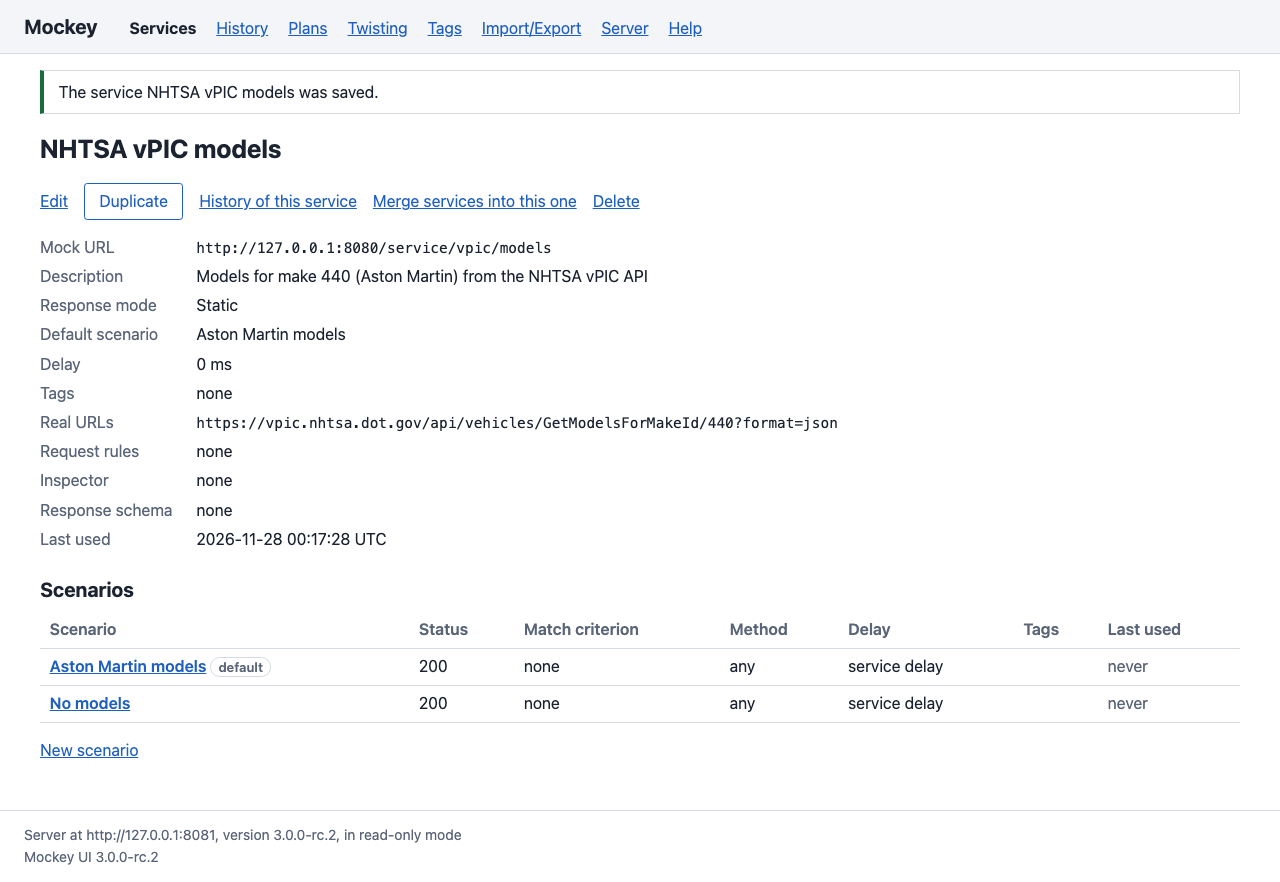 Mockey Services History Plans Twisting Tags Import/Export Server Help
The service NHTSA vPIC models was saved.
NHTSA vPIC models
Edit Duplicate History of this service Merge services into this one Delete
Mock URL http://127.0.0.1:8080/service/vpic/models
Description Models for make 440 (Aston Martin) from the NHTSA vPIC API
Response mode Static
Default scenario Aston Martin models
Delay 0 ms
Tags none
Real URLs https://vpic.nhtsa.dot.gov/api/vehicles/GetModelsForMakeId/440?format=json
Request rules none
Inspector none
Response schema none
Last used 2026-11-28 00:17:28 UTC
Scenarios
Scenario Status Match criterion Method Delay Tags Last used
Aston Martin models default 200 none any service delay never
No models 200 none any service delay never
New scenario
Server at http://127.0.0.1:8081, version 3.0.0-rc.2, in read-only mode
Mockey UI 3.0.0-rc.2